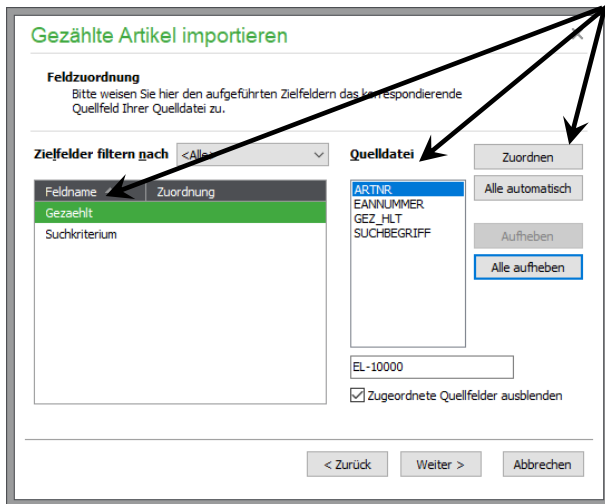 Gezählte Artikel importieren
Feldzuordnung
Bitte weisen Sie hier den aufgeführten Zielfeldern das korrespondierende
Quellfeld Ihrer Quelldatei zu.
Zielfelder filtern nach <Alle>
Quelldatei
Zuordnen
Alle automatisch
Aufheben
Alle aufheben
Feldname Zuordnung
Gezaehlt
Suchkriterium
ARTNR
EANNUMMER
GEZ_HLT
SUCHBEGRIFF
EL-10000
Zugeordnete Quellfelder ausblenden
< Zurück
Weiter >
Abbrechen